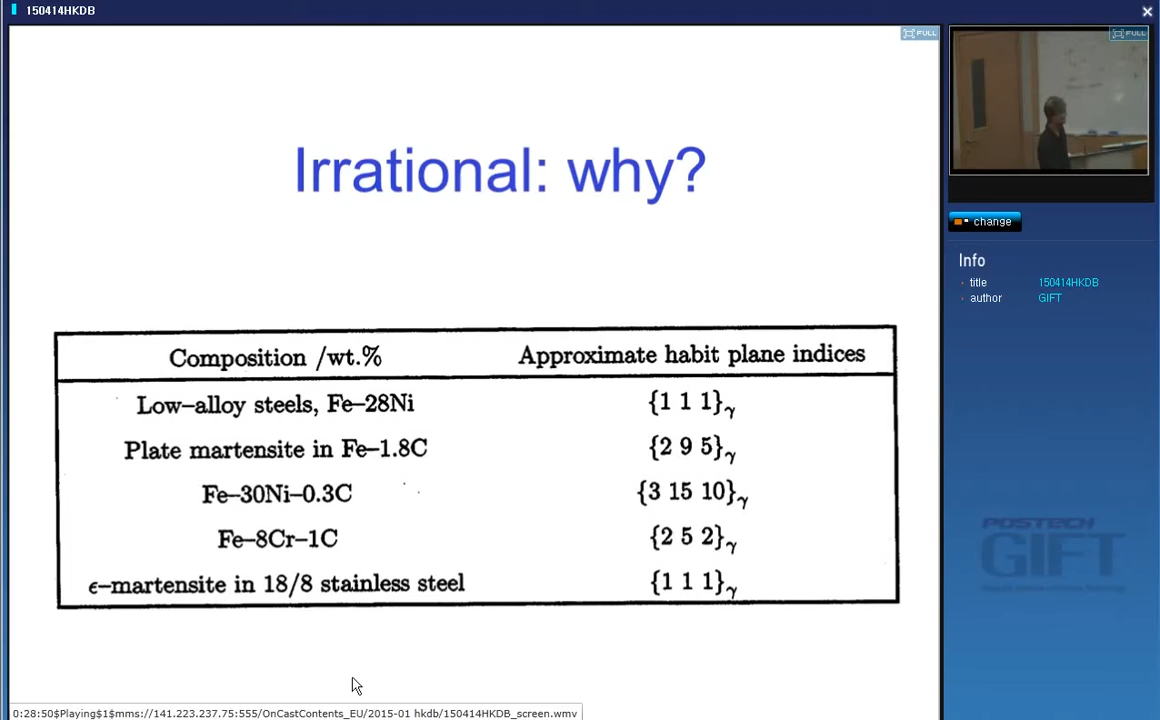 150414HKDB
FULL
FULL
Irrational: why?
change
Info
title 150414HKDB
author GIFT
Composition /wt.% Approximate habit plane indices
Low–alloy steels, Fe–28Ni {1 1 1}γ
Plate martensite in Fe–1.8C {2 9 5}γ
Fe–30Ni–0.3C {3 15 10}γ
Fe–8Cr–1C {2 5 2}γ
ϵ–martensite in 18/8 stainless steel {1 1 1}γ
POSTECH
GIFT
0:28:50$Playing$1$mms://141.223.237.75:555/OnCastContents_EU/2015-01 hkdb/150414HKDB_screen.wmv